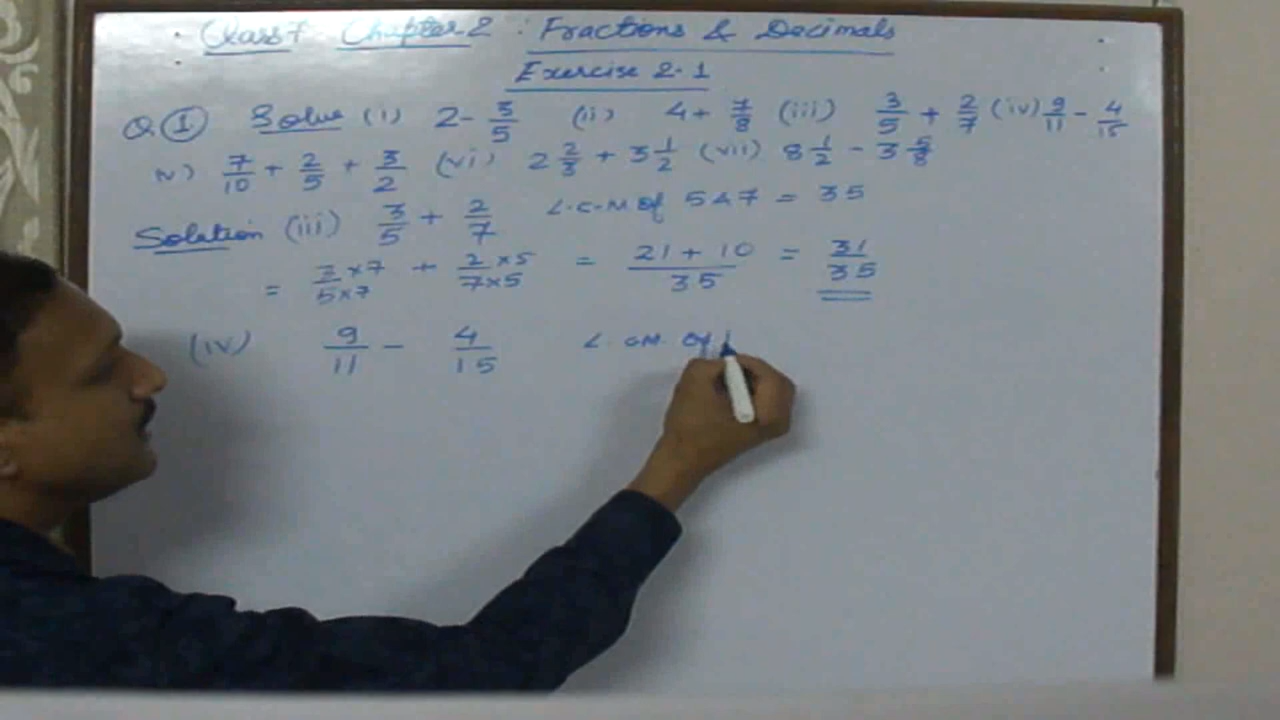 Class 7 Chapter 2 : Fractions & Decimals
Exercise 2.1
Q. 1 Solve (i) 2 - 3/5 (ii) 4 + 7/8 (iii) 3/5 + 2/7 (iv) 9/11 - 4/15
v) 7/10 + 2/5 + 3/2 (vi) 2 2/3 + 3 1/2 (vii) 8 1/2 - 3 5/8
Solution (iii) 3/5 + 2/7 L.C.M of 5 & 7 = 35
= 3×7/5×7 + 2×5/7×5 = 21 + 10/35 = 31/35
(iv) 9/11 - 4/15 L.CM. Of 1